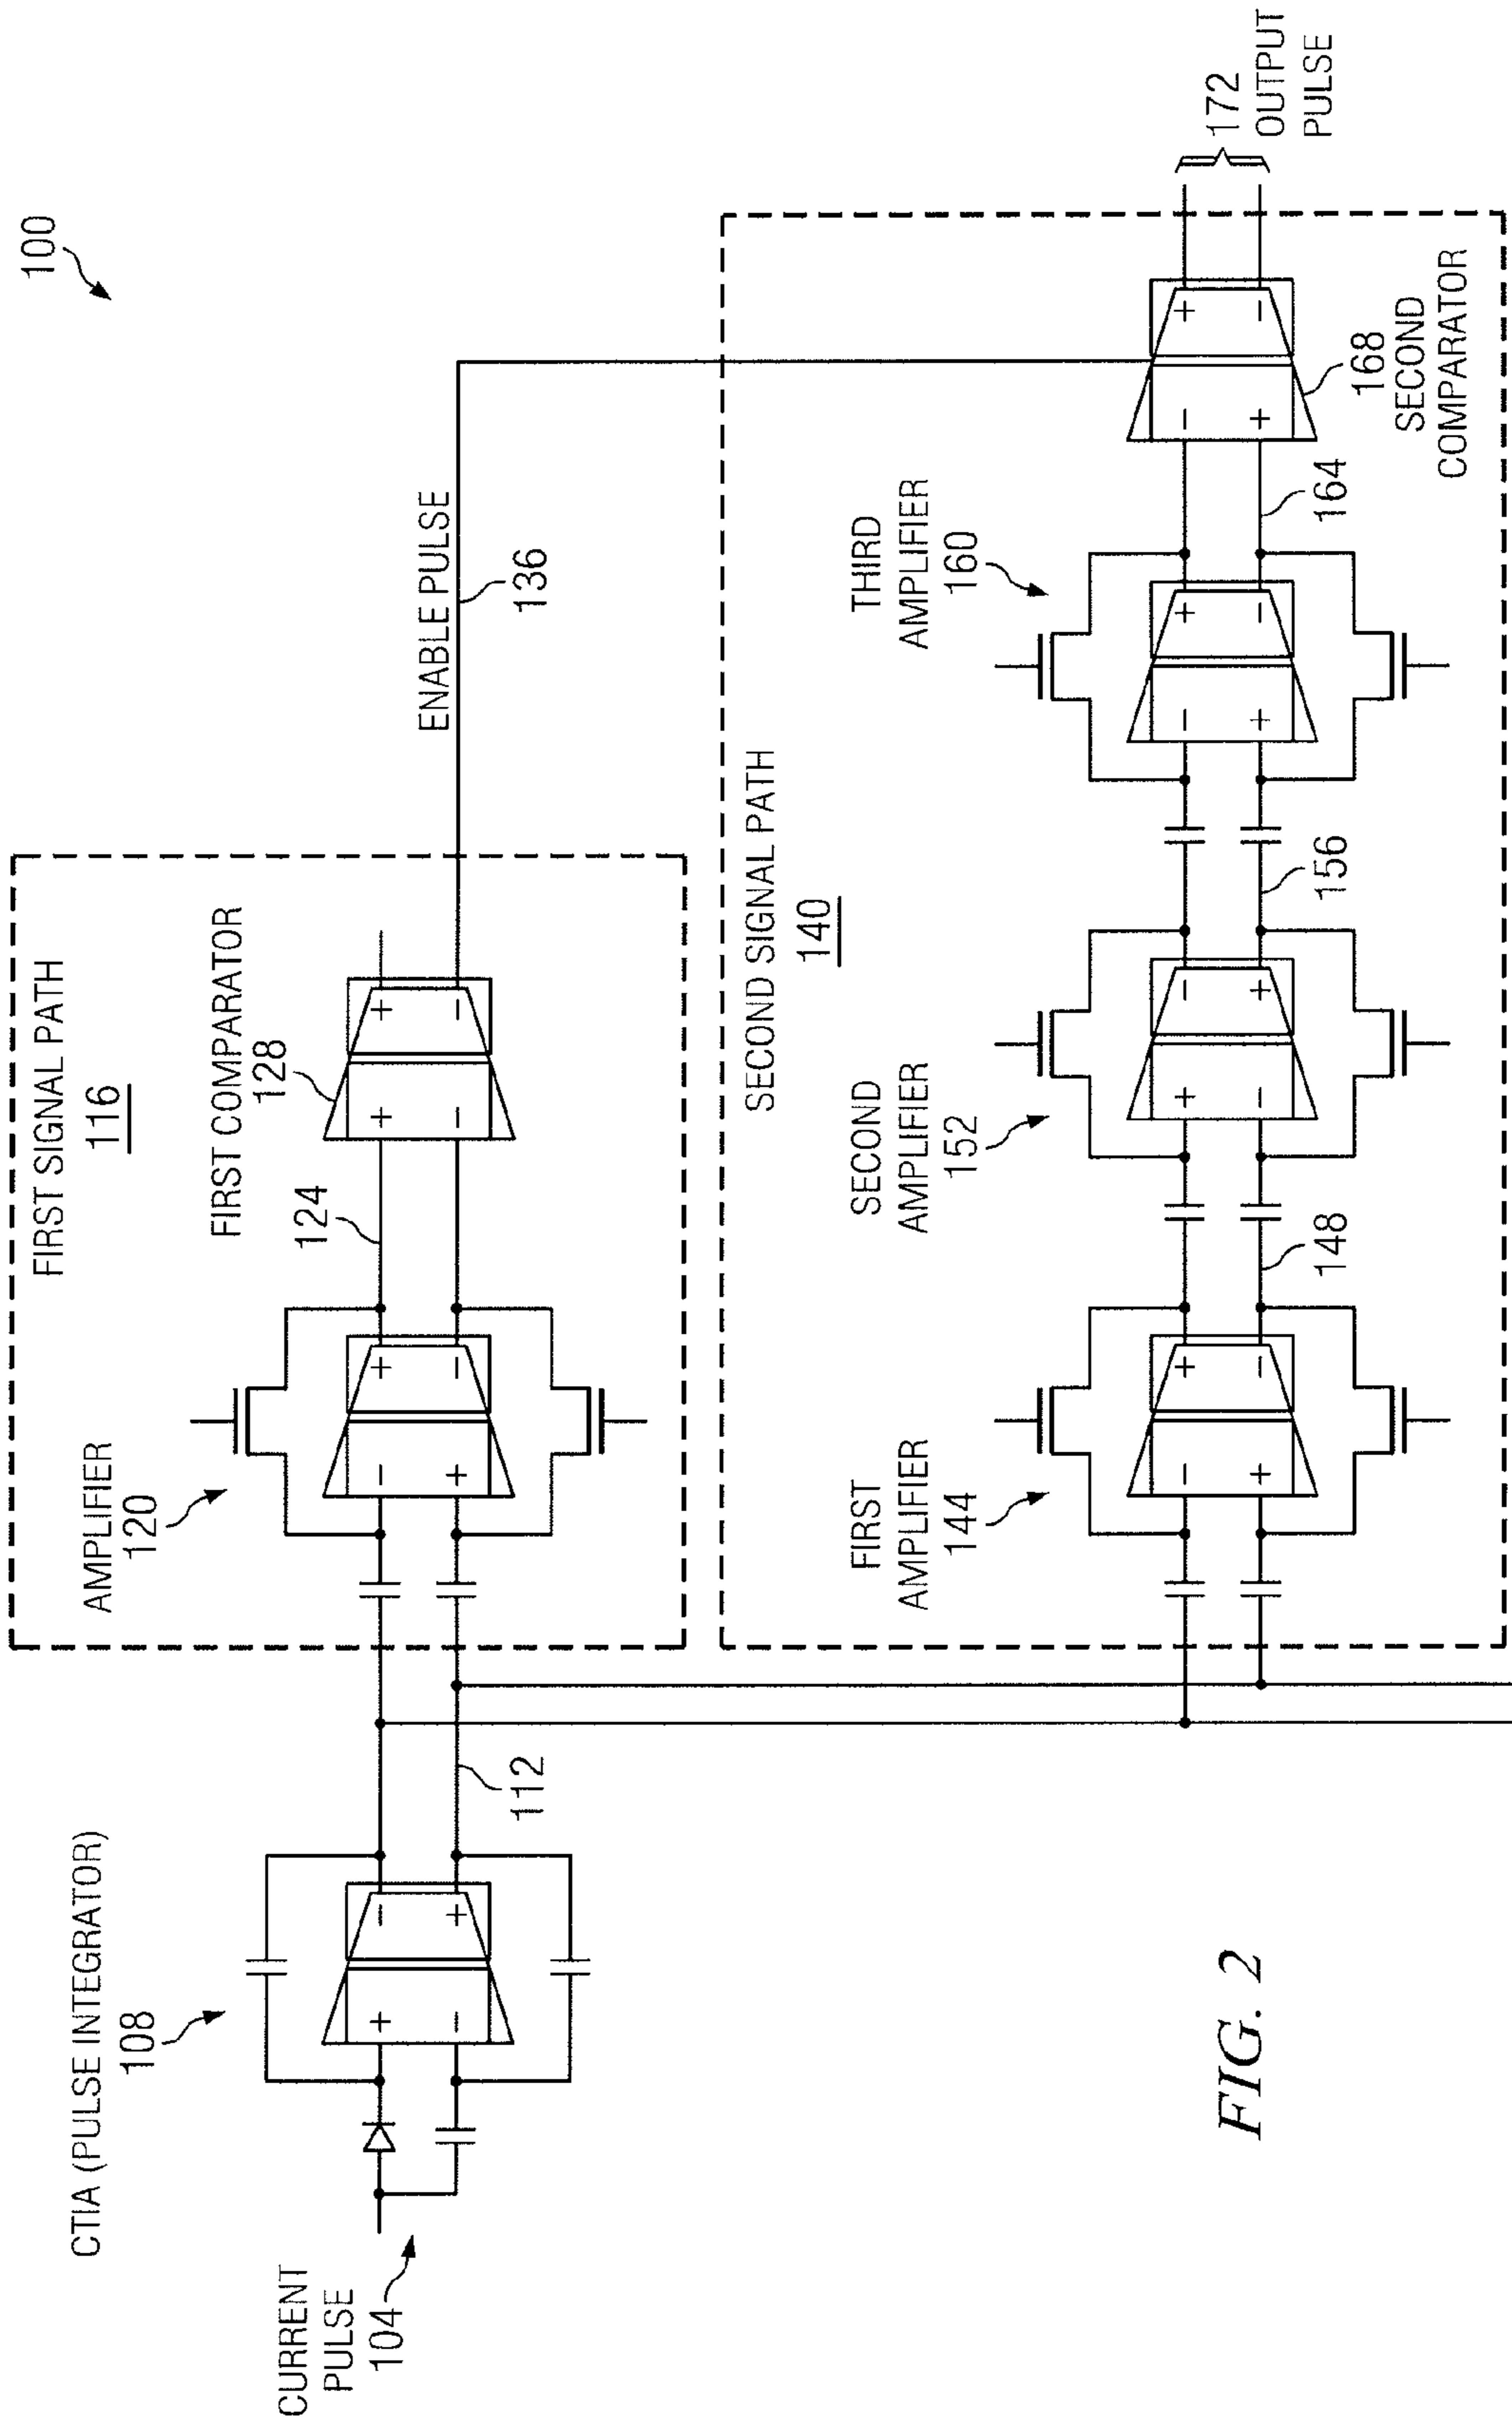 100
CTIA (PULSE INTEGRATOR)
108
CURRENT
PULSE
104
112
FIRST SIGNAL PATH
116
AMPLIFIER
120
124
FIRST COMPARATOR
128
ENABLE PULSE
136
SECOND SIGNAL PATH
140
FIRST
AMPLIFIER
144
148
SECOND
AMPLIFIER
152
156
THIRD
AMPLIFIER
160
164
168
SECOND
COMPARATOR
172
OUTPUT
PULSE
+ −
− +
− +
+ −
+ +
− −
− +
+ −
+ −
− +
− +
+ −
− +
+ −
FIG. 2